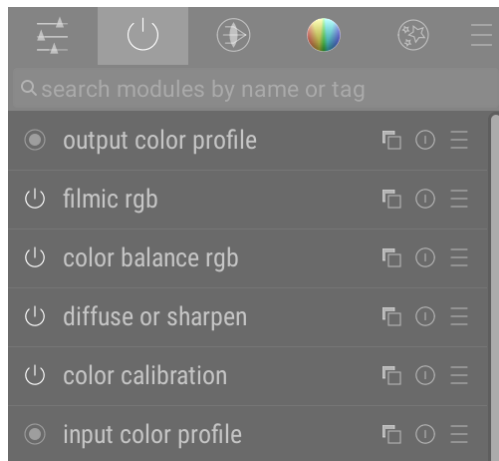 search modules by name or tag
output color profile
filmic rgb
color balance rgb
diffuse or sharpen
color calibration
input color profile